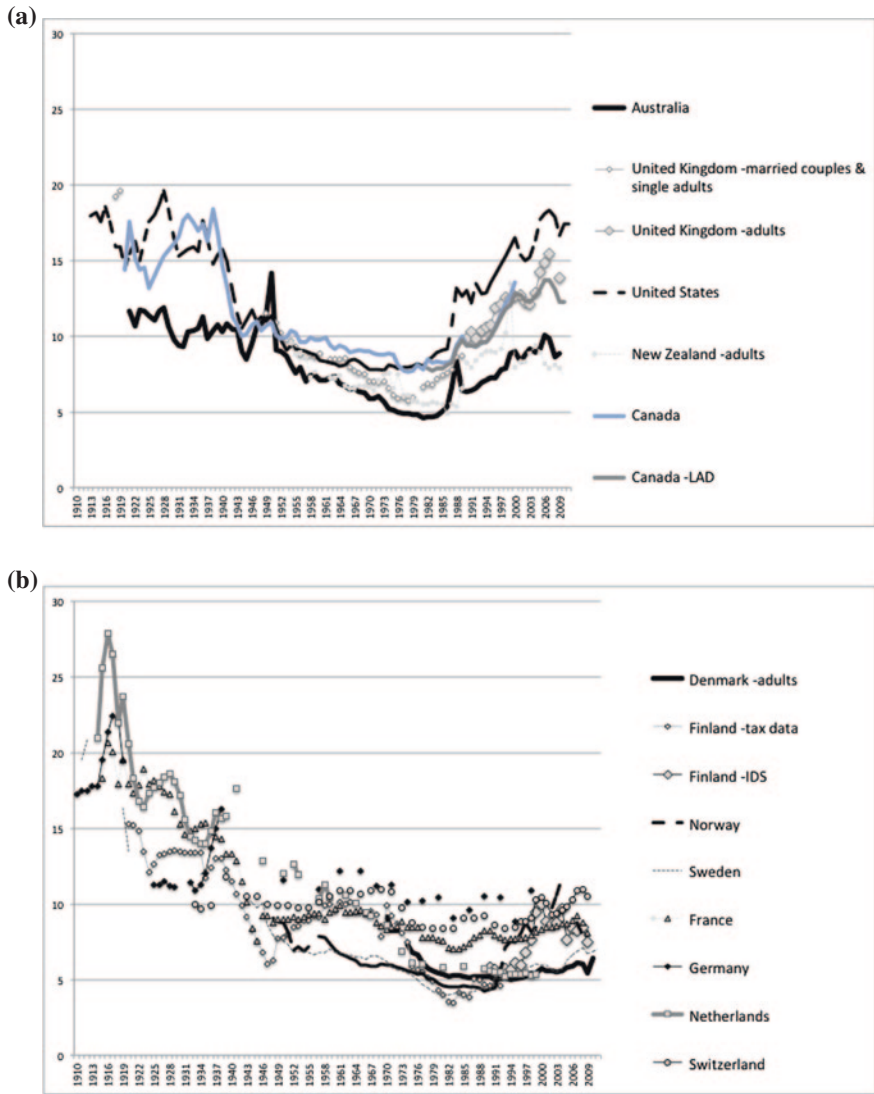 (a)
30
25
20
15
10
5
0
1910 1913 1916 1919 1922 1925 1928 1931 1934 1937 1940 1943 1946 1949 1952 1955 1958 1961 1964 1967 1970 1973 1976 1979 1982 1985 1988 1991 1994 1997 2000 2003 2006 2009
Australia
United Kingdom -married couples &
single adults
United Kingdom -adults
United States
New Zealand -adults
Canada
Canada -LAD
(b)
30
25
20
15
10
5
0
1910 1913 1916 1919 1922 1925 1928 1931 1934 1937 1940 1943 1946 1949 1952 1955 1958 1961 1964 1967 1970 1973 1976 1979 1982 1985 1988 1991 1994 1997 2000 2003 2006 2009
Denmark -adults
Finland -tax data
Finland -IDS
Norway
Sweden
France
Germany
Netherlands
Switzerland